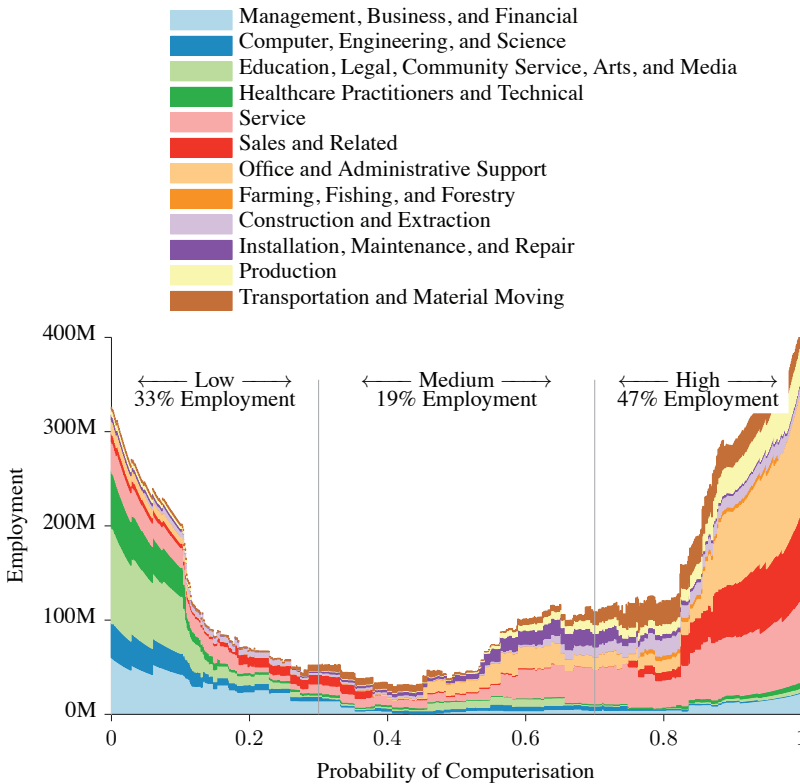 Management, Business, and Financial
Computer, Engineering, and Science
Education, Legal, Community Service, Arts, and Media
Healthcare Practitioners and Technical
Service
Sales and Related
Office and Administrative Support
Farming, Fishing, and Forestry
Construction and Extraction
Installation, Maintenance, and Repair
Production
Transportation and Material Moving
400M
Low
Medium
High
33% Employment
19% Employment
47% Employment
300M
200M
100M
0M
Employment
0 0.2 0.4 0.6 0.8 1
Probability of Computerisation